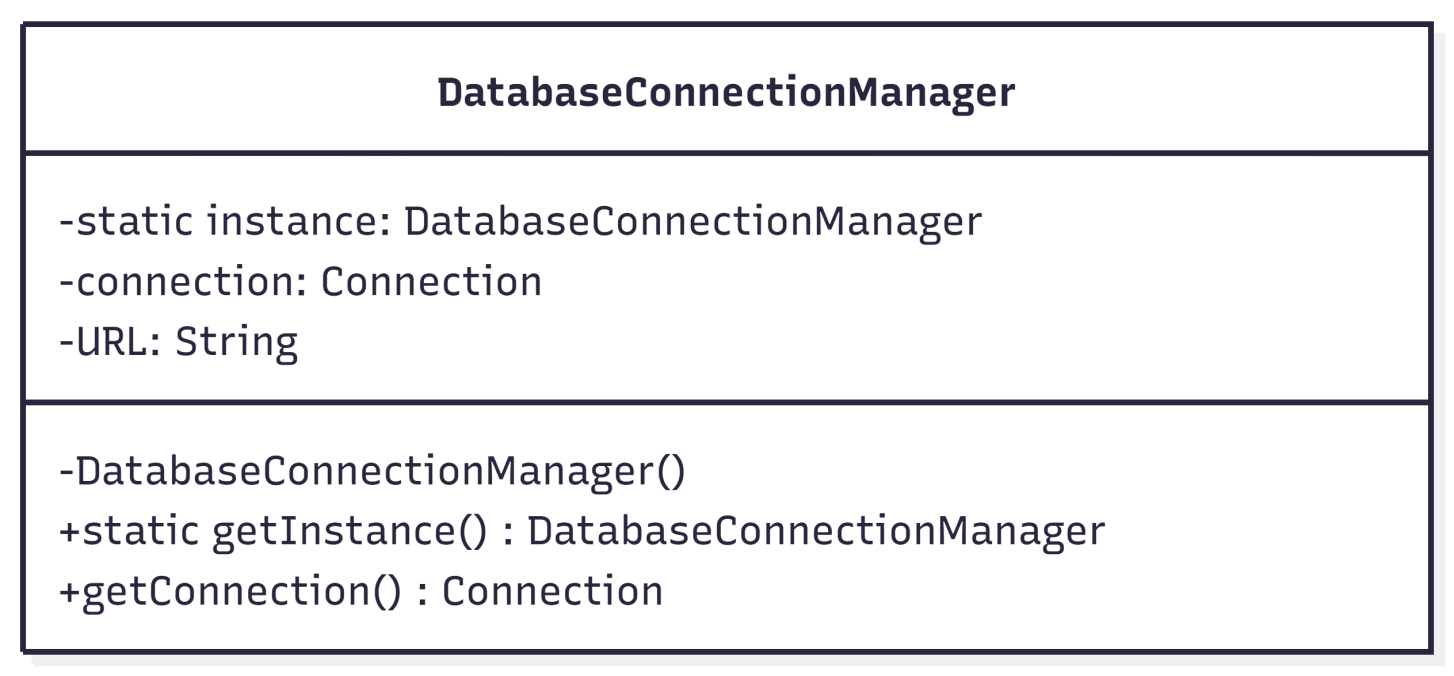 DatabaseConnectionManager
-static instance: DatabaseConnectionManager
-connection: Connection
-URL: String
-DatabaseConnectionManager()
+static getInstance() : DatabaseConnectionManager
+getConnection() : Connection